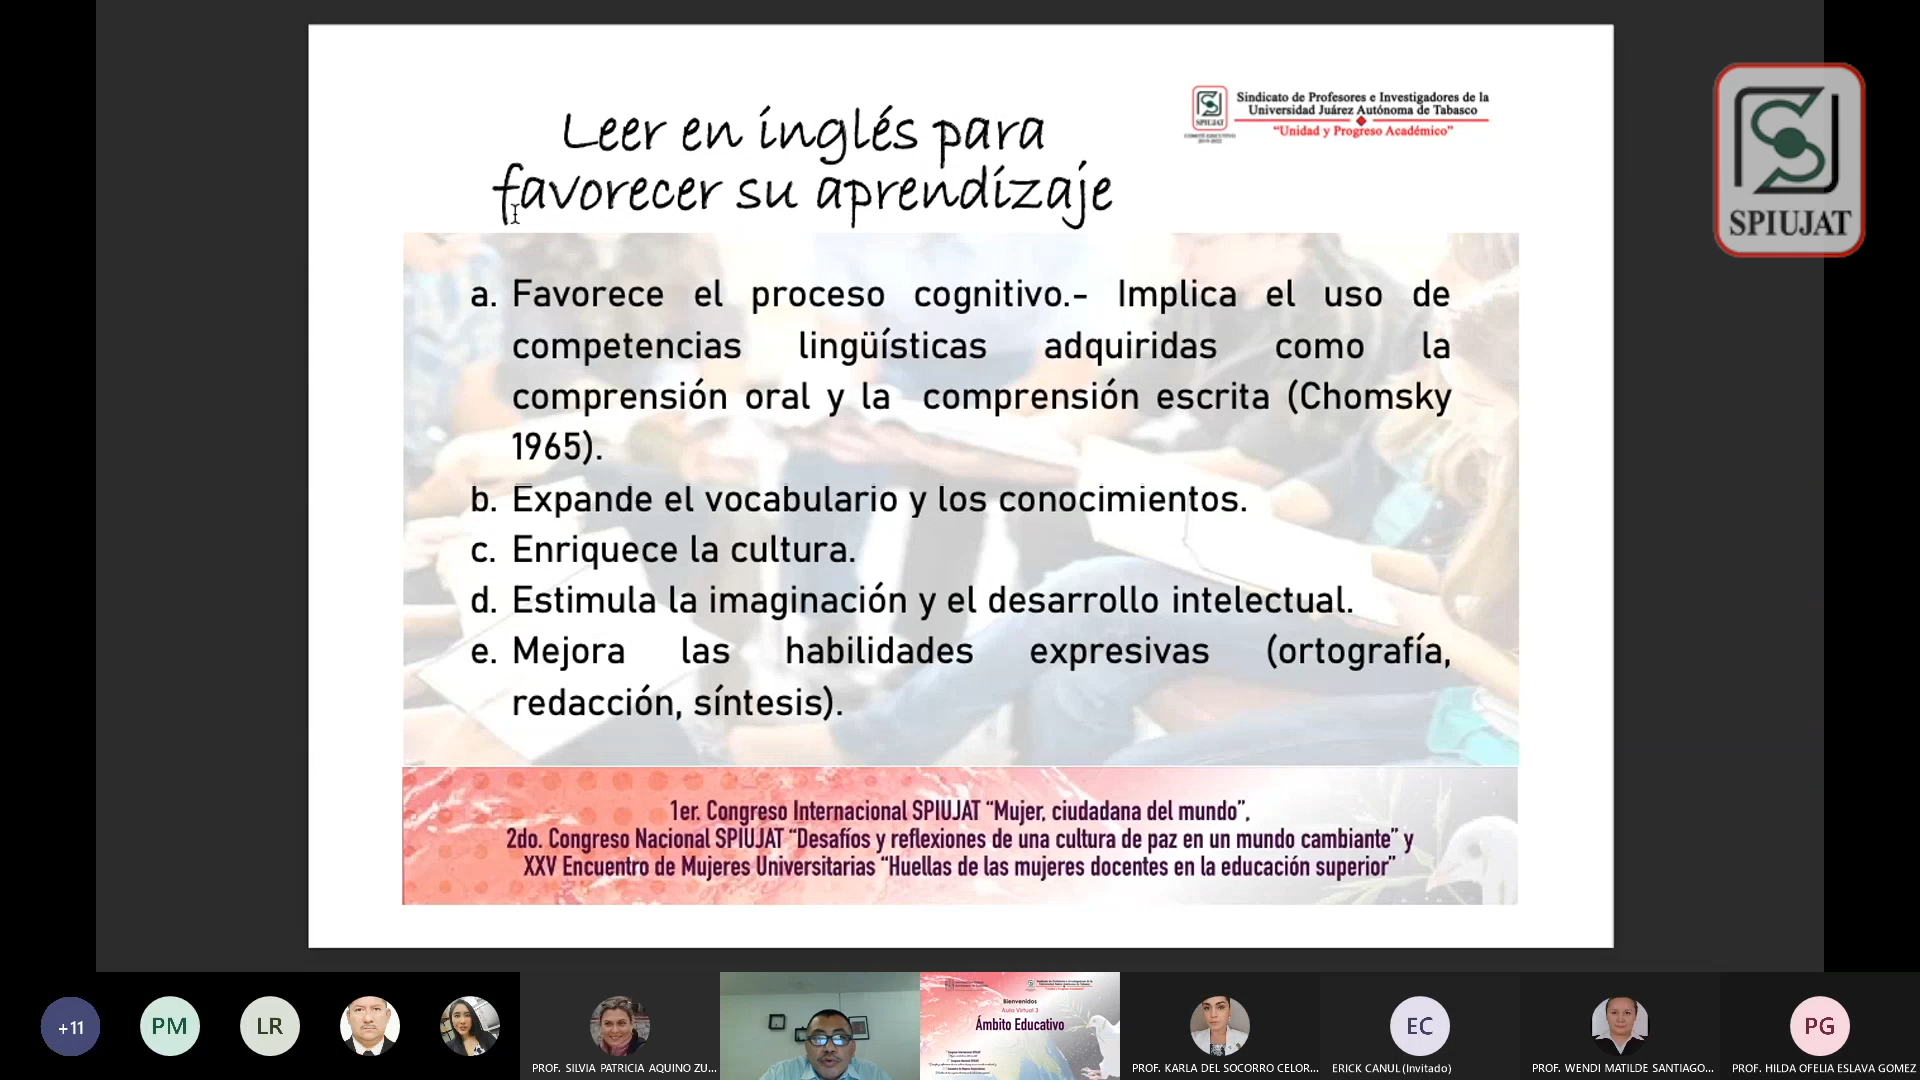 Leer en inglés para
favorecer su aprendizaje
SPIUJAT
Sindicato de Profesores e Investigadores de la
Universidad Juárez Autónoma de Tabasco
"Unidad y Progreso Académico"
SPIUJAT
a. Favorece el proceso cognitivo.- Implica el uso de
competencias lingüísticas adquiridas como la
comprensión oral y la comprensión escrita (Chomsky
1965).
b. Expande el vocabulario y los conocimientos.
c. Enriquece la cultura.
d. Estimula la imaginación y el desarrollo intelectual.
e. Mejora las habilidades expresivas (ortografía,
redacción, síntesis).
1er. Congreso Internacional SPIUJAT “Mujer, ciudadana del mundo”,
2do. Congreso Nacional SPIUJAT “Desafíos y reflexiones de una cultura de paz en un mundo cambiante” y
XXV Encuentro de Mujeres Universitarias “Huellas de las mujeres docentes en la educación superior”
+11
PM
LR
PROF. SILVIA PATRICIA AQUINO ZU...
Bienvenidos
Aula Virtual 3
Ámbito Educativo
PROF. KARLA DEL SOCORRO CELOR...
EC
ERICK CANUL (Invitado)
PROF. WENDI MATILDE SANTIAGO...
PG
PROF. HILDA OFELIA ESLAVA GOMEZ